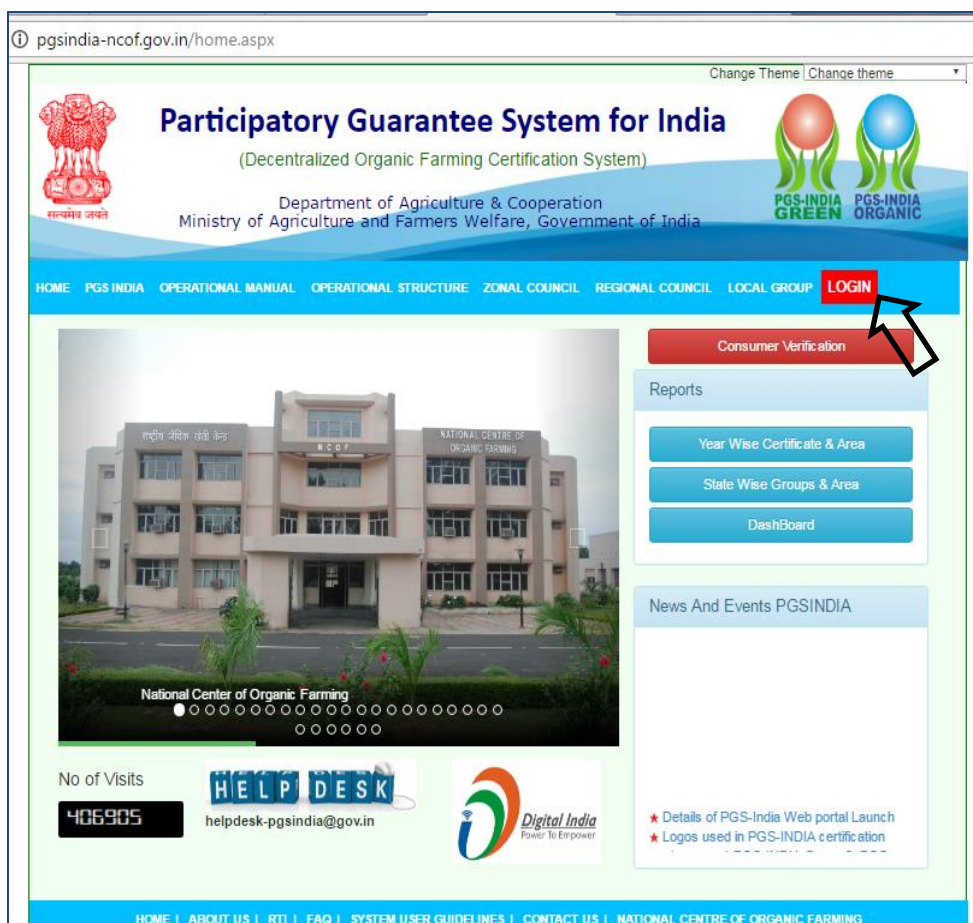 pgsindia-ncof.gov.in/home.aspx
Change Theme Change theme
Participatory Guarantee System for India
(Decentralized Organic Farming Certification System)
Department of Agriculture & Cooperation
Ministry of Agriculture and Farmers Welfare, Government of India
सत्यमेव जयते
PGS-INDIA GREEN
PGS-INDIA ORGANIC
HOME PGS INDIA OPERATIONAL MANUAL OPERATIONAL STRUCTURE ZONAL COUNCIL REGIONAL COUNCIL LOCAL GROUP LOGIN
राष्ट्रीय जैविक खेती केन्द्र
NCOF
NATIONAL CENTRE OF
ORGANIC FARMING
National Center of Organic Farming
Consumer Verification
Reports
Year Wise Certificate & Area
State Wise Groups & Area
DashBoard
News And Events PGSINDIA
Details of PGS-India Web portal Launch
Logos used in PGS-INDIA certification
No of Visits
406905
HELP DESK
helpdesk-pgsindia@gov.in
Digital India
Power To Empower
HOME | ABOUT US | RTI | FAQ | SYSTEM USER GUIDELINES | CONTACT US | NATIONAL CENTRE OF ORGANIC FARMING